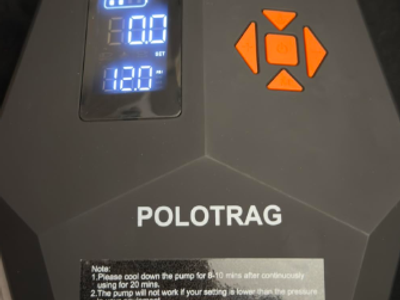 0.0
SET
12.0
POLOTRAG
Note:
1.Please cool down the pump for 8-10 mins after continuously
using for 20 mins.
2.The pump will not work if your setting is lower than the pressure